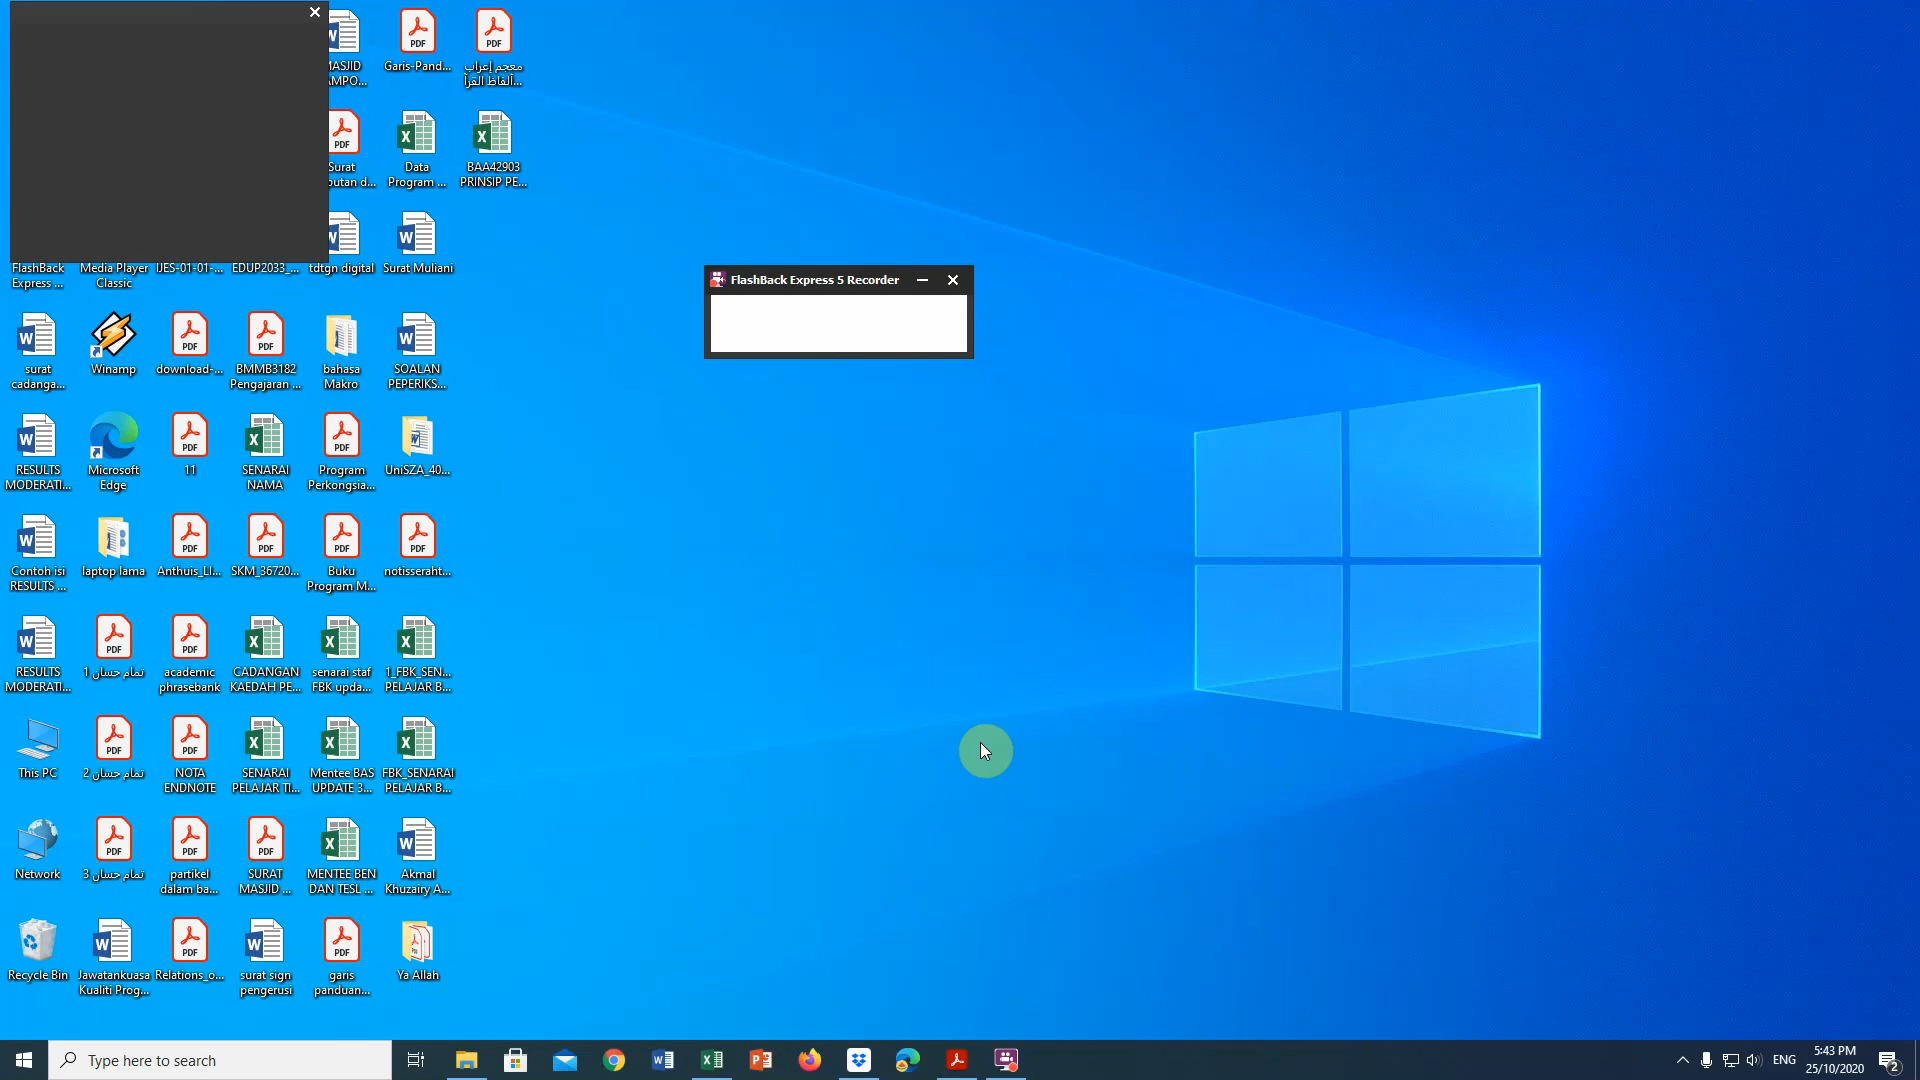 MASJID
Garis-Pand...
معجم إعراب
ألفاظ القرآ...
Surat
Data
Program ...
BAA42903
PRINSIP PE...
FlashBack
Express ...
Media Player
Classic
IJES-01-01-...
EDUP2033_...
tdtgn digital
Surat Muliani
FlashBack Express 5 Recorder
surat
cadanga...
Winamp
download-...
BMMB3182
Pengajaran ...
bahasa
Makro
SOALAN
PEPERIKS...
RESULTS
MODERATI...
Microsoft
Edge
11
SENARAI
NAMA
Program
Perkongsia...
UniSZA_40...
Contoh isi
RESULTS ...
laptop lama
Anthuis_LI...
SKM_36720...
Buku
Program M...
notisseraht...
RESULTS
MODERATI...
تمام حسان 1
academic
phrasebank
CADANGAN
KAEDAH PE...
senarai staf
FBK upda...
1_FBK_SEN...
PELAJAR B...
This PC
تمام حسان 2
NOTA
ENDNOTE
SENARAI
PELAJAR TI...
Mentee BAS
UPDATE 3...
FBK_SENARAI
PELAJAR B...
Network
تمام حسان 3
partikel
dalam ba...
SURAT
MASJID ...
MENTEE BEN
DAN TESL ...
Akmal
Khuzairy A...
Recycle Bin
Jawatankuasa
Kualiti Prog...
Relations_o...
surat sign
pengerusi
garis
panduan...
Ya Allah
Type here to search
ENG
5:43 PM
25/10/2020
2